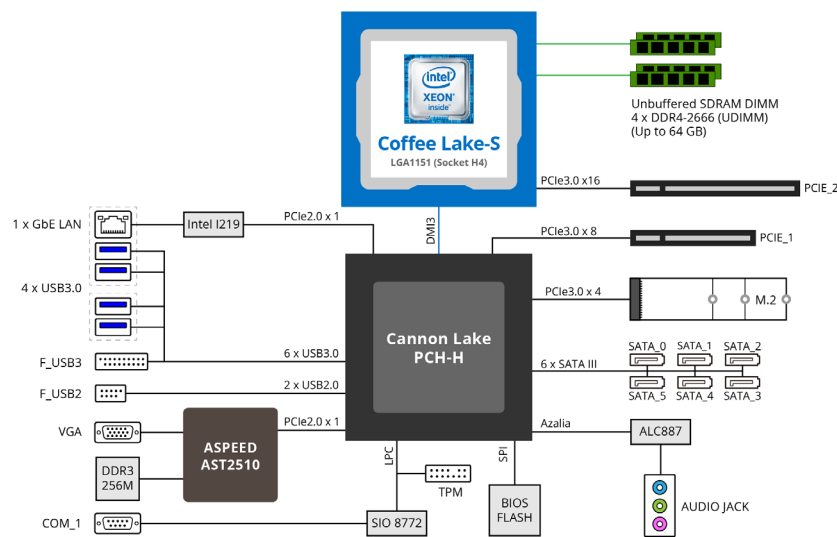 intel
XEON
inside
Coffee Lake-S
LGA1151 (Socket H4)
Unbuffered SDRAM DIMM
4 x DDR4-2666 (UDIMM)
(Up to 64 GB)
PCIe3.0 x16
PCIE_2
1 x GbE LAN
Intel I219
PCIe2.0 x 1
DMI3
PCIe3.0 x 8
PCIE_1
4 x USB3.0
PCIe3.0 x 4
M.2
Cannon Lake
PCH-H
SATA_0
SATA_1
SATA_2
F_USB3
6 x USB3.0
6 x SATA III
SATA_5
SATA_4
SATA_3
F_USB2
2 x USB2.0
VGA
PCIe2.0 x 1
Azalia
ALC887
ASPEED
AST2510
DDR3
256M
LPC
SPI
TPM
BIOS
FLASH
AUDIO JACK
COM_1
SIO 8772